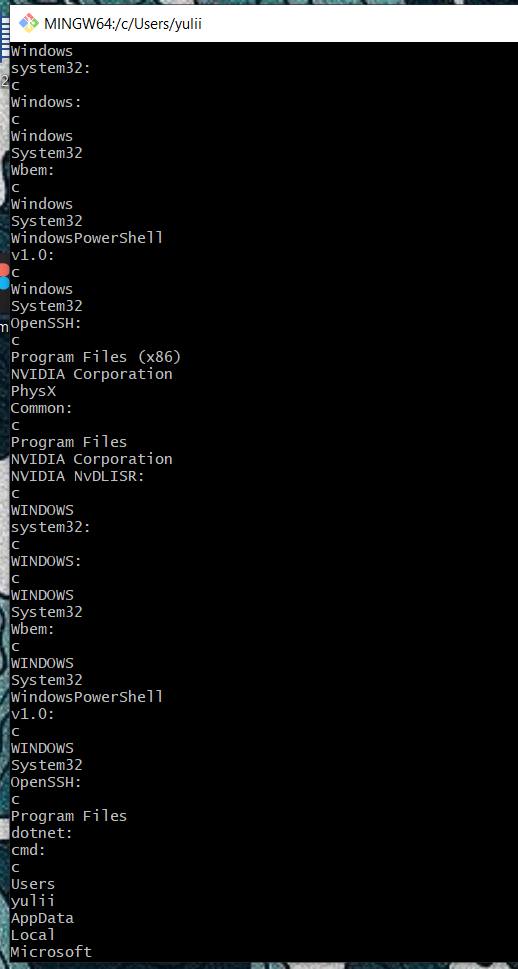 MINGW64:/c/Users/yulii
Windows
system32:
c
Windows:
c
Windows
System32
Wbem:
c
Windows
System32
WindowsPowerShell
v1.0:
c
Windows
System32
OpenSSH:
c
Program Files (x86)
NVIDIA Corporation
PhysX
Common:
c
Program Files
NVIDIA Corporation
NVIDIA NvDLISR:
c
WINDOWS
system32:
c
WINDOWS:
c
WINDOWS
System32
Wbem:
c
WINDOWS
System32
WindowsPowerShell
v1.0:
c
WINDOWS
System32
OpenSSH:
c
Program Files
dotnet:
cmd:
c
Users
yulii
AppData
Local
Microsoft